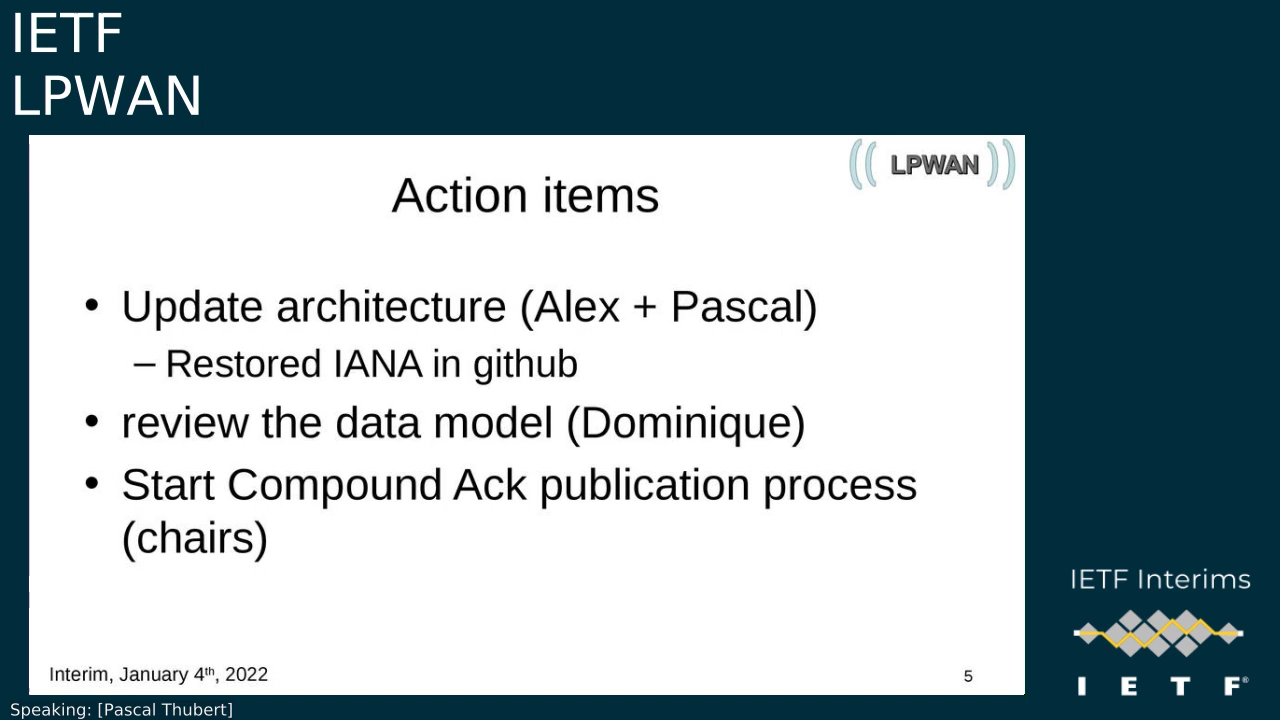 IETF
LPWAN
LPWAN
Action items
• Update architecture (Alex + Pascal)
– Restored IANA in github
• review the data model (Dominique)
• Start Compound Ack publication process
(chairs)
Interim, January 4th, 2022
5
IETF Interims
I E T F®
Speaking: [Pascal Thubert]